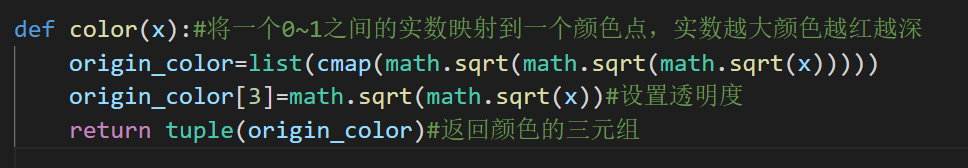 def color(x):#将一个0~1之间的实数映射到一个颜色点，实数越大颜色越红越深
    origin_color=list(cmap(math.sqrt(math.sqrt(math.sqrt(x)))))
    origin_color[3]=math.sqrt(math.sqrt(x))#设置透明度
    return tuple(origin_color)#返回颜色的三元组